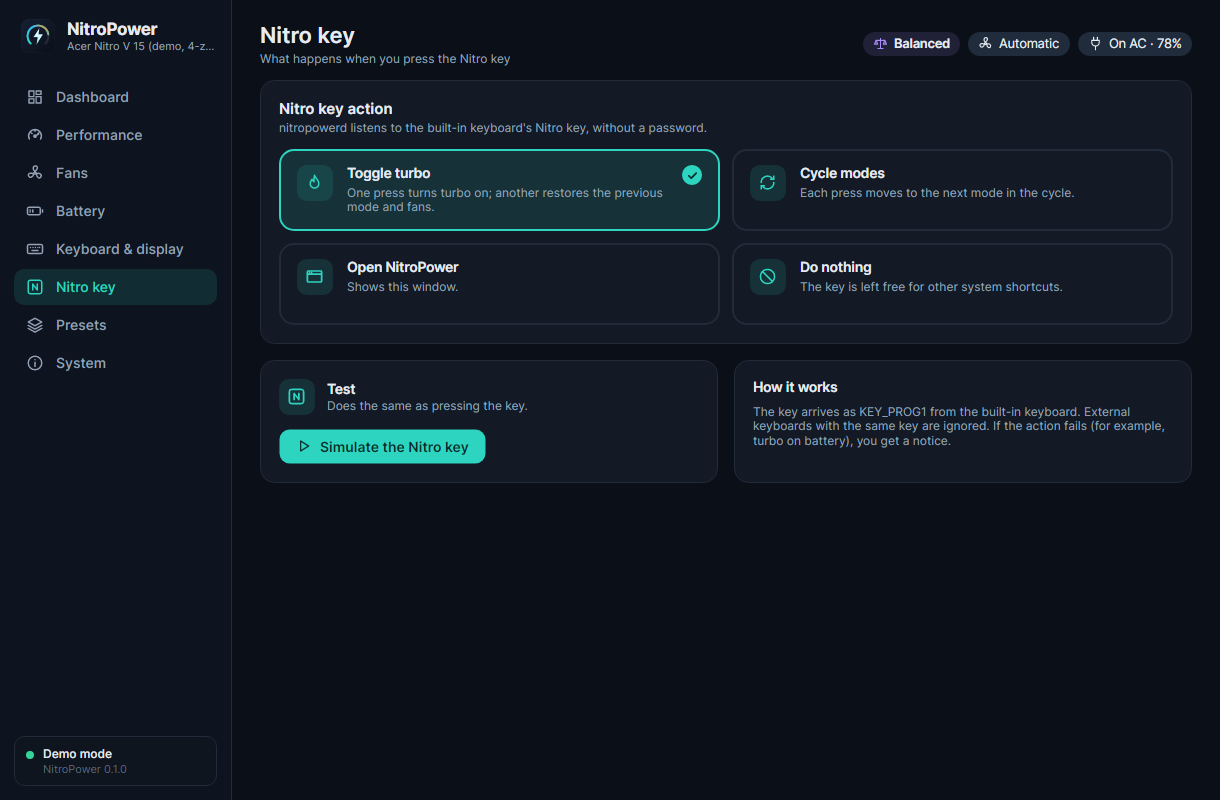 NitroPower
Acer Nitro V 15 (demo, 4-z...
Dashboard
Performance
Fans
Battery
Keyboard & display
Nitro key
Presets
System
Demo mode
NitroPower 0.1.0
Nitro key
What happens when you press the Nitro key
Balanced
Automatic
On AC · 78%
Nitro key action
nitropowerd listens to the built-in keyboard's Nitro key, without a password.
Toggle turbo
One press turns turbo on; another restores the previous
mode and fans.
Cycle modes
Each press moves to the next mode in the cycle.
Open NitroPower
Shows this window.
Do nothing
The key is left free for other system shortcuts.
N
Test
Does the same as pressing the key.
Simulate the Nitro key
How it works
The key arrives as KEY_PROG1 from the built-in keyboard. External
keyboards with the same key are ignored. If the action fails (for example,
turbo on battery), you get a notice.